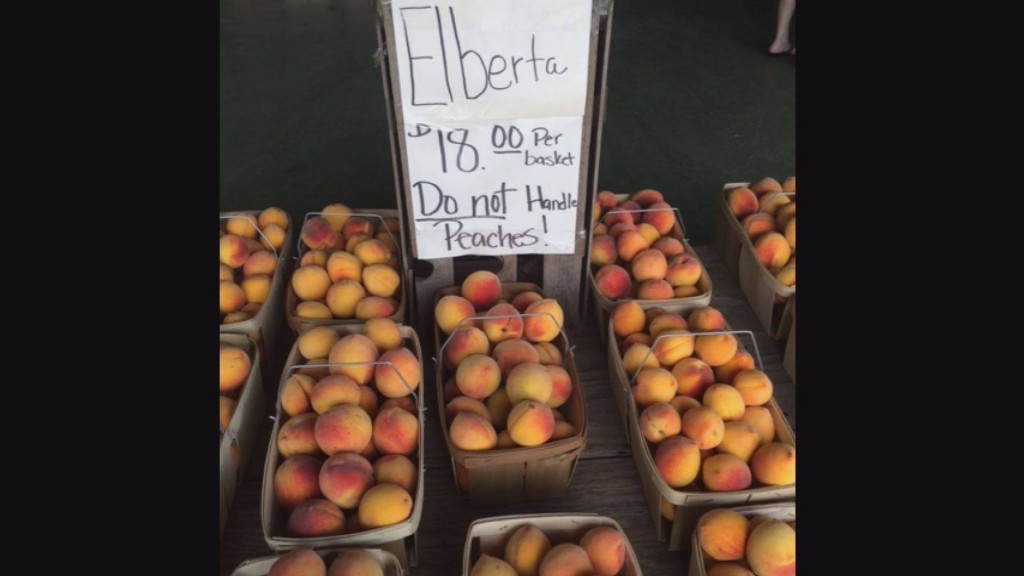 Elberta
$18.00 Per
basket
Do not Handle
Peaches!